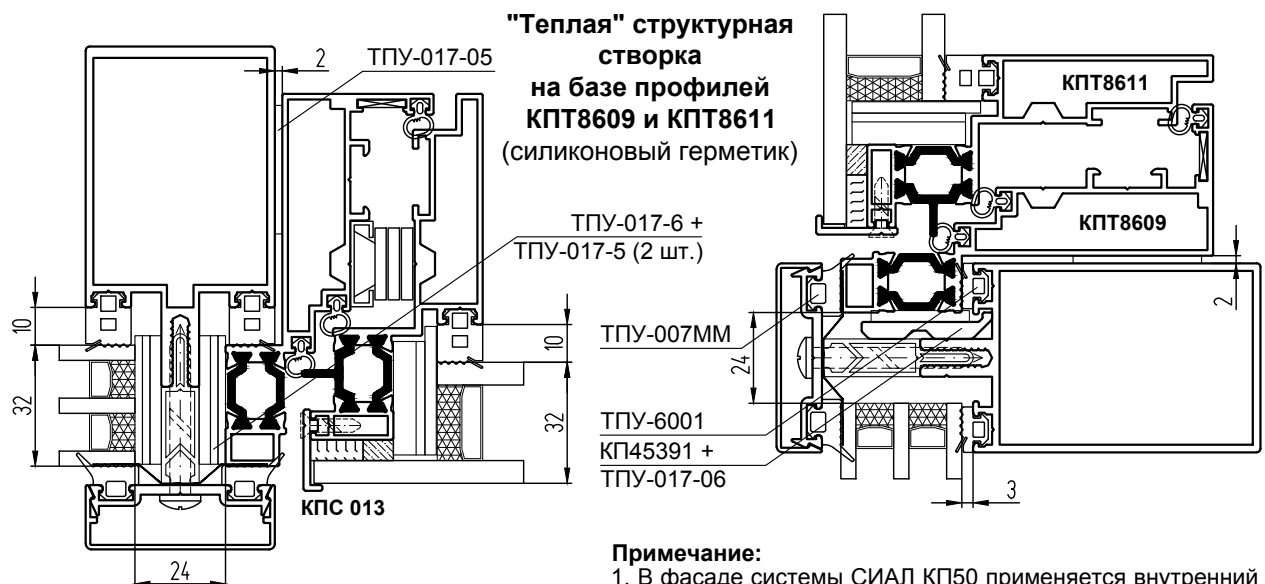 "Теплая" структурная
створка
на базе профилей
КПТ8609 и КПТ8611
(силиконовый герметик)
2
ТПУ-017-05
ТПУ-017-6 +
ТПУ-017-5 (2 шт.)
10
32
24
10
32
КПС 013
КПТ8611
КПТ8609
2
ТПУ-007ММ
24
ТПУ-6001
КП45391 +
ТПУ-017-06
3
Примечание:
1. В фасаде системы СИАЛ КП50 применяется внутренний